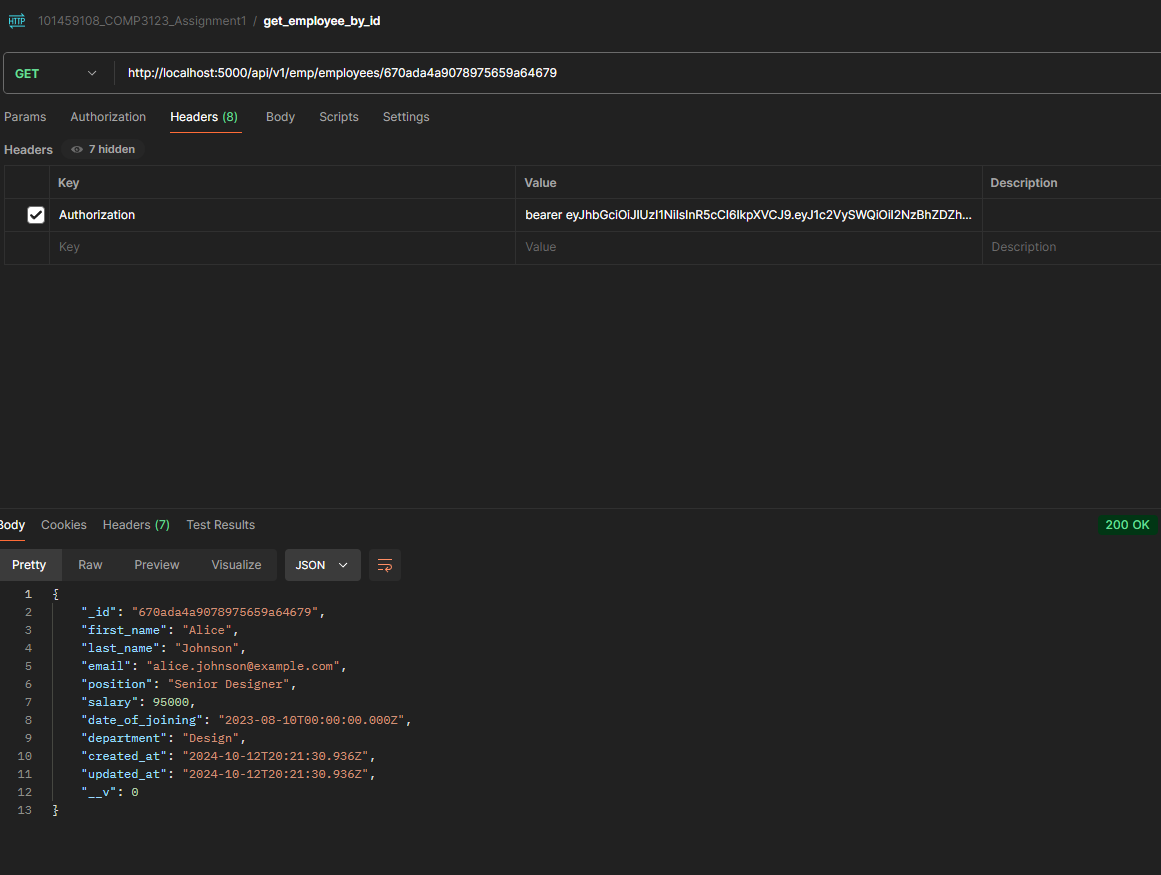 HTTP 101459108_COMP3123_Assignment1 / get_employee_by_id
GET http://localhost:5000/api/v1/emp/employees/670ada4a9078975659a64679
Params Authorization Headers (8) Body Scripts Settings
Headers 7 hidden
Key Value Description
Authorization bearer eyJhbGciOiJIUzI1NiIsInR5cCI6IkpXVCJ9.eyJ1c2VySWQiOiI2NzBhZDZh...
Key Value Description
Body Cookies Headers (7) Test Results 200 OK
Pretty Raw Preview Visualize JSON
1 {
2 "_id": "670ada4a9078975659a64679",
3 "first_name": "Alice",
4 "last_name": "Johnson",
5 "email": "alice.johnson@example.com",
6 "position": "Senior Designer",
7 "salary": 95000,
8 "date_of_joining": "2023-08-10T00:00:00.000Z",
9 "department": "Design",
10 "created_at": "2024-10-12T20:21:30.936Z",
11 "updated_at": "2024-10-12T20:21:30.936Z",
12 "__v": 0
13 }